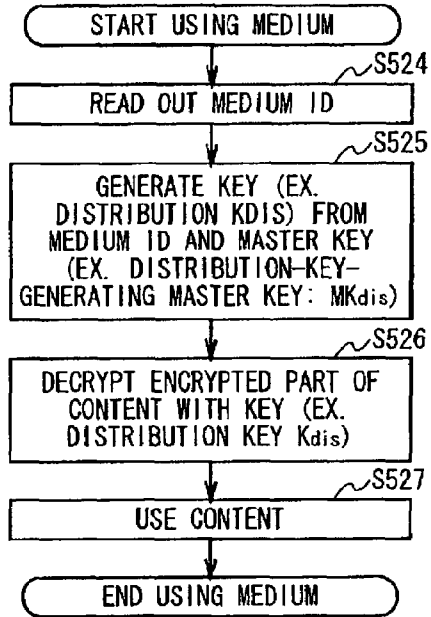 START USING MEDIUM
S524
READ OUT MEDIUM ID
S525
GENERATE KEY (EX.
DISTRIBUTION KDIS) FROM
MEDIUM ID AND MASTER KEY
(EX. DISTRIBUTION-KEY-
GENERATING MASTER KEY: MKdis)
S526
DECRYPT ENCRYPTED PART OF
CONTENT WITH KEY (EX.
DISTRIBUTION KEY Kdis)
S527
USE CONTENT
END USING MEDIUM